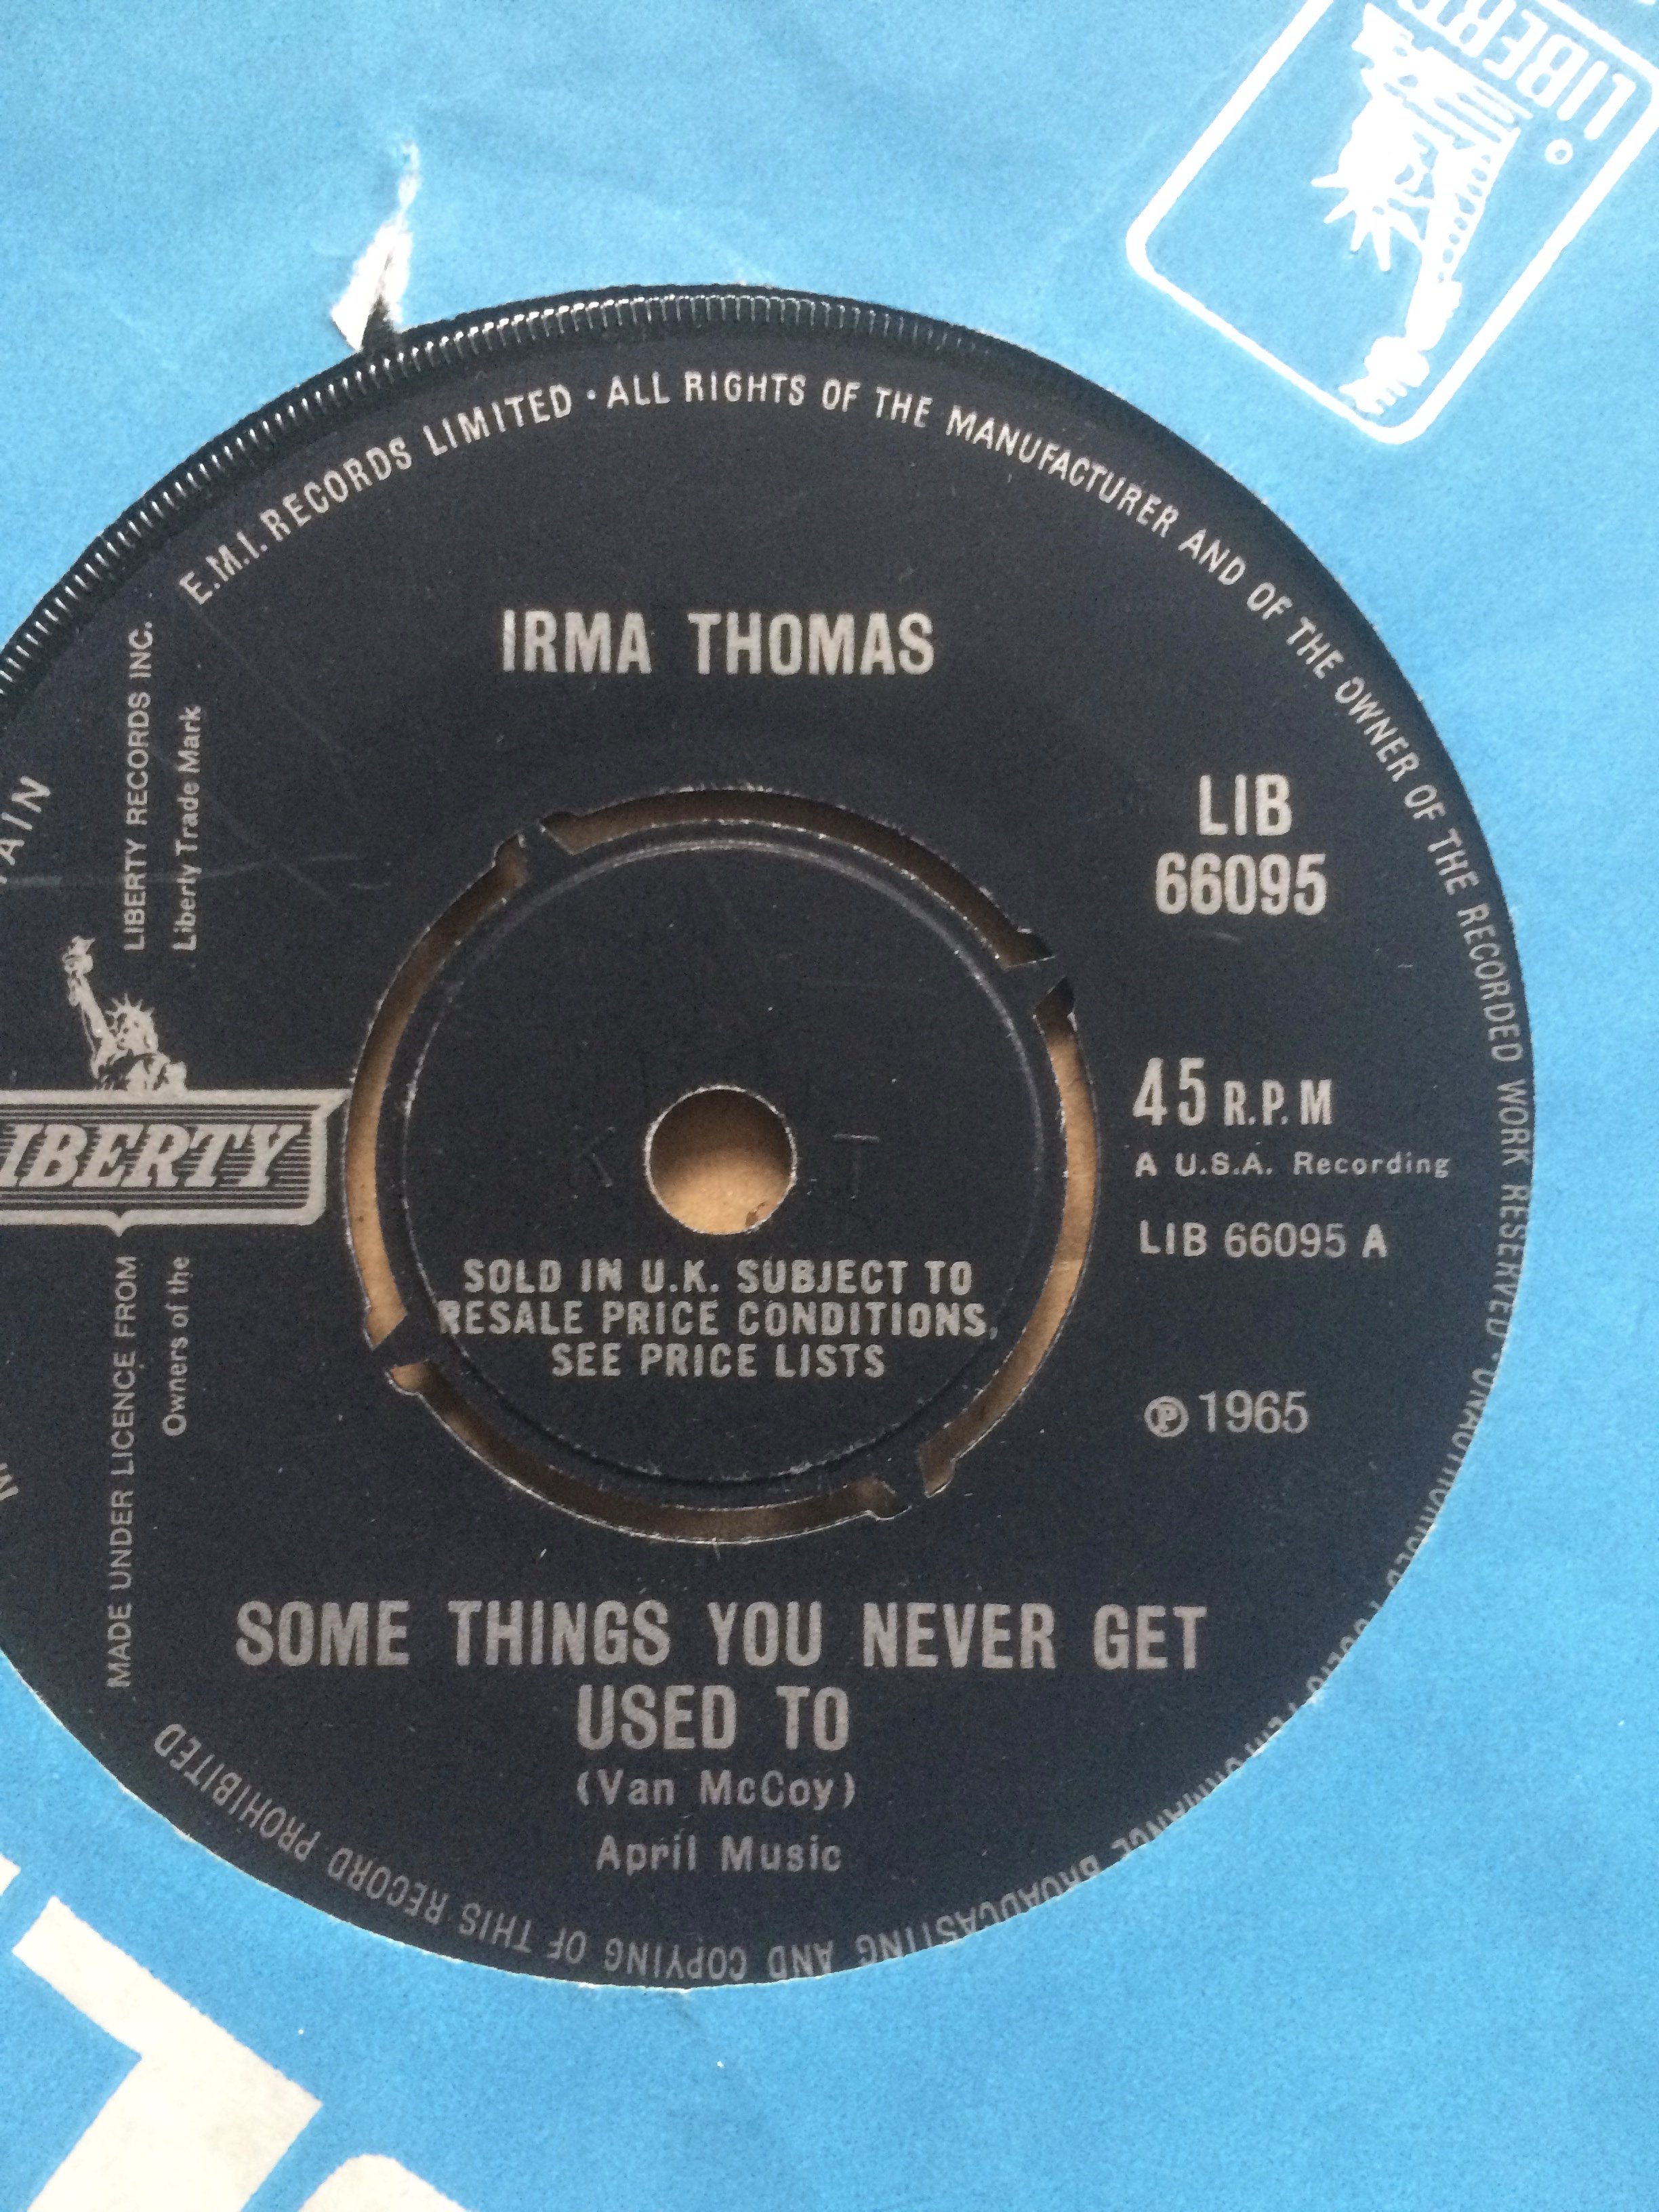 LIBERTY
E.M.I. RECORDS LIMITED · ALL RIGHTS OF THE MANUFACTURER AND OF THE OWNER OF THE RECORDED WORK RESERVED ·
AND COPYING OF THIS RECORD PROHIBITED
IRMA THOMAS
LIBERTY RECORDS INC.
Liberty Trade Mark
LIB
66095
IBERTY
45 R.P.M
A U.S.A. Recording
LIB 66095 A
K T
SOLD IN U.K. SUBJECT TO
RESALE PRICE CONDITIONS,
SEE PRICE LISTS
MADE UNDER LICENCE FROM
Owners of the
℗ 1965
SOME THINGS YOU NEVER GET
USED TO
(Van McCoy)
April Music